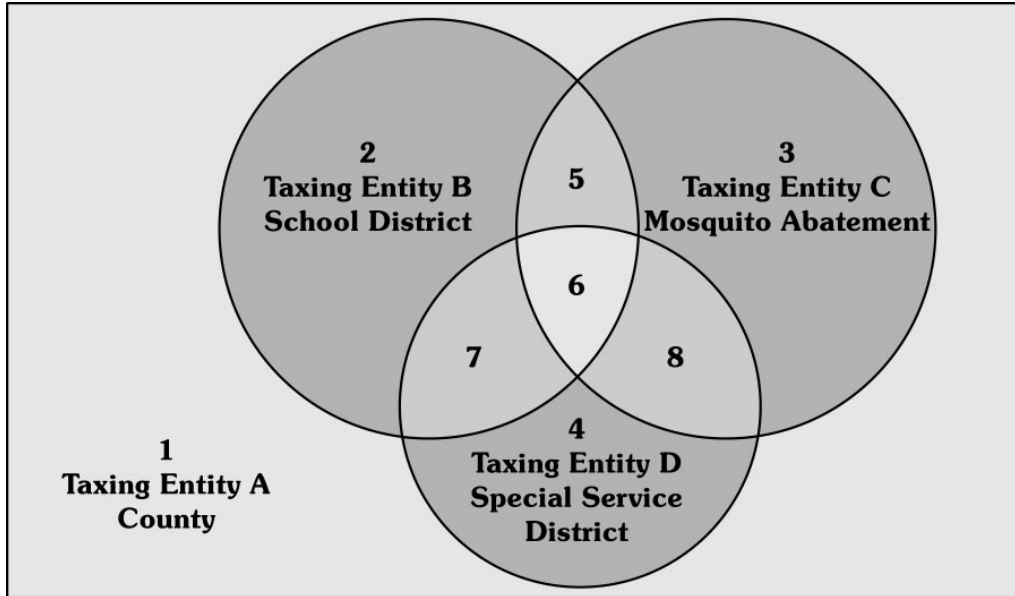 2
Taxing Entity B
School District
3
Taxing Entity C
Mosquito Abatement
5
6
7
8
4
Taxing Entity D
Special Service
District
1
Taxing Entity A
County